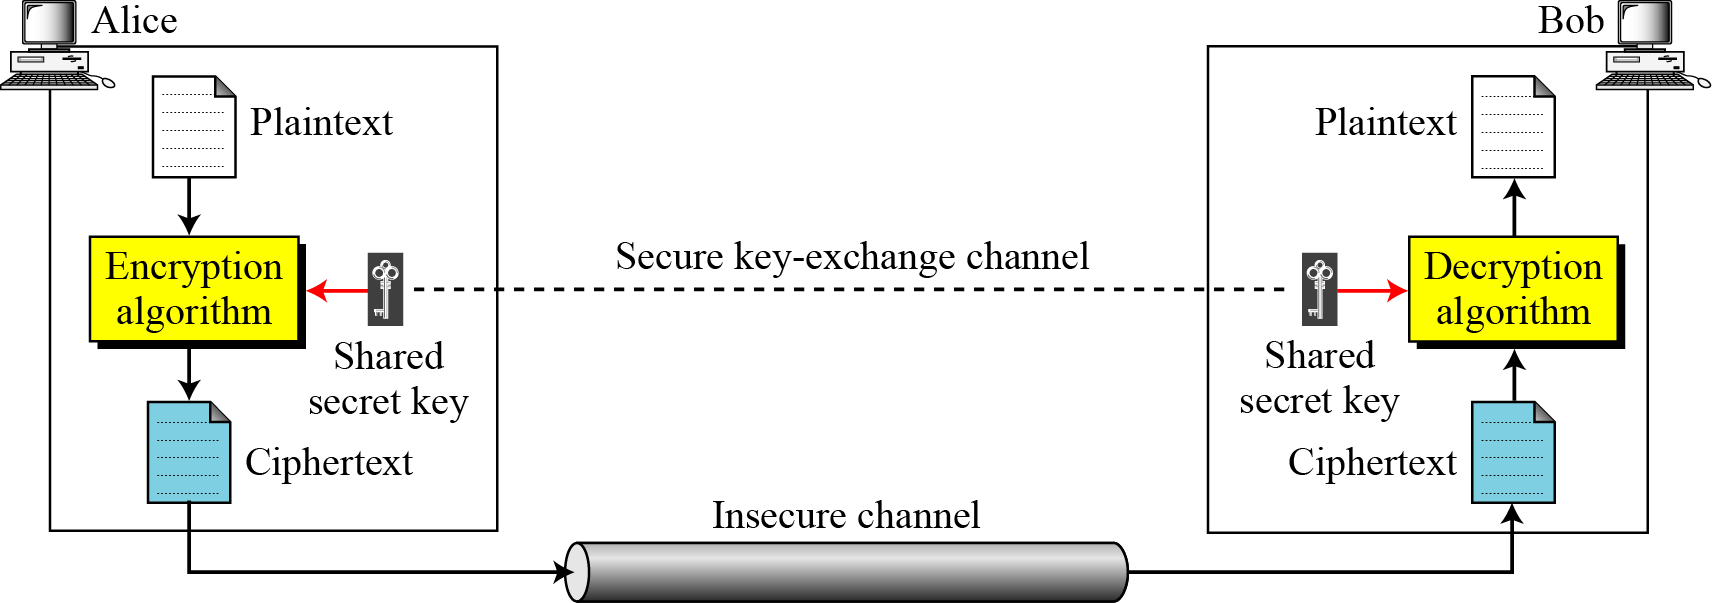 Alice
Bob
Plaintext
Plaintext
Encryption
algorithm
Secure key-exchange channel
Decryption
algorithm
Shared
secret key
Shared
secret key
Ciphertext
Ciphertext
Insecure channel